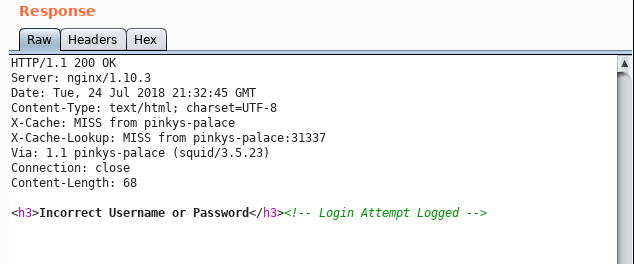 Response
Raw Headers Hex
HTTP/1.1 200 OK
Server: nginx/1.10.3
Date: Tue, 24 Jul 2018 21:32:45 GMT
Content-Type: text/html; charset=UTF-8
X-Cache: MISS from pinkys-palace
X-Cache-Lookup: MISS from pinkys-palace:31337
Via: 1.1 pinkys-palace (squid/3.5.23)
Connection: close
Content-Length: 68

<h3>Incorrect Username or Password</h3><!-- Login Attempt Logged -->